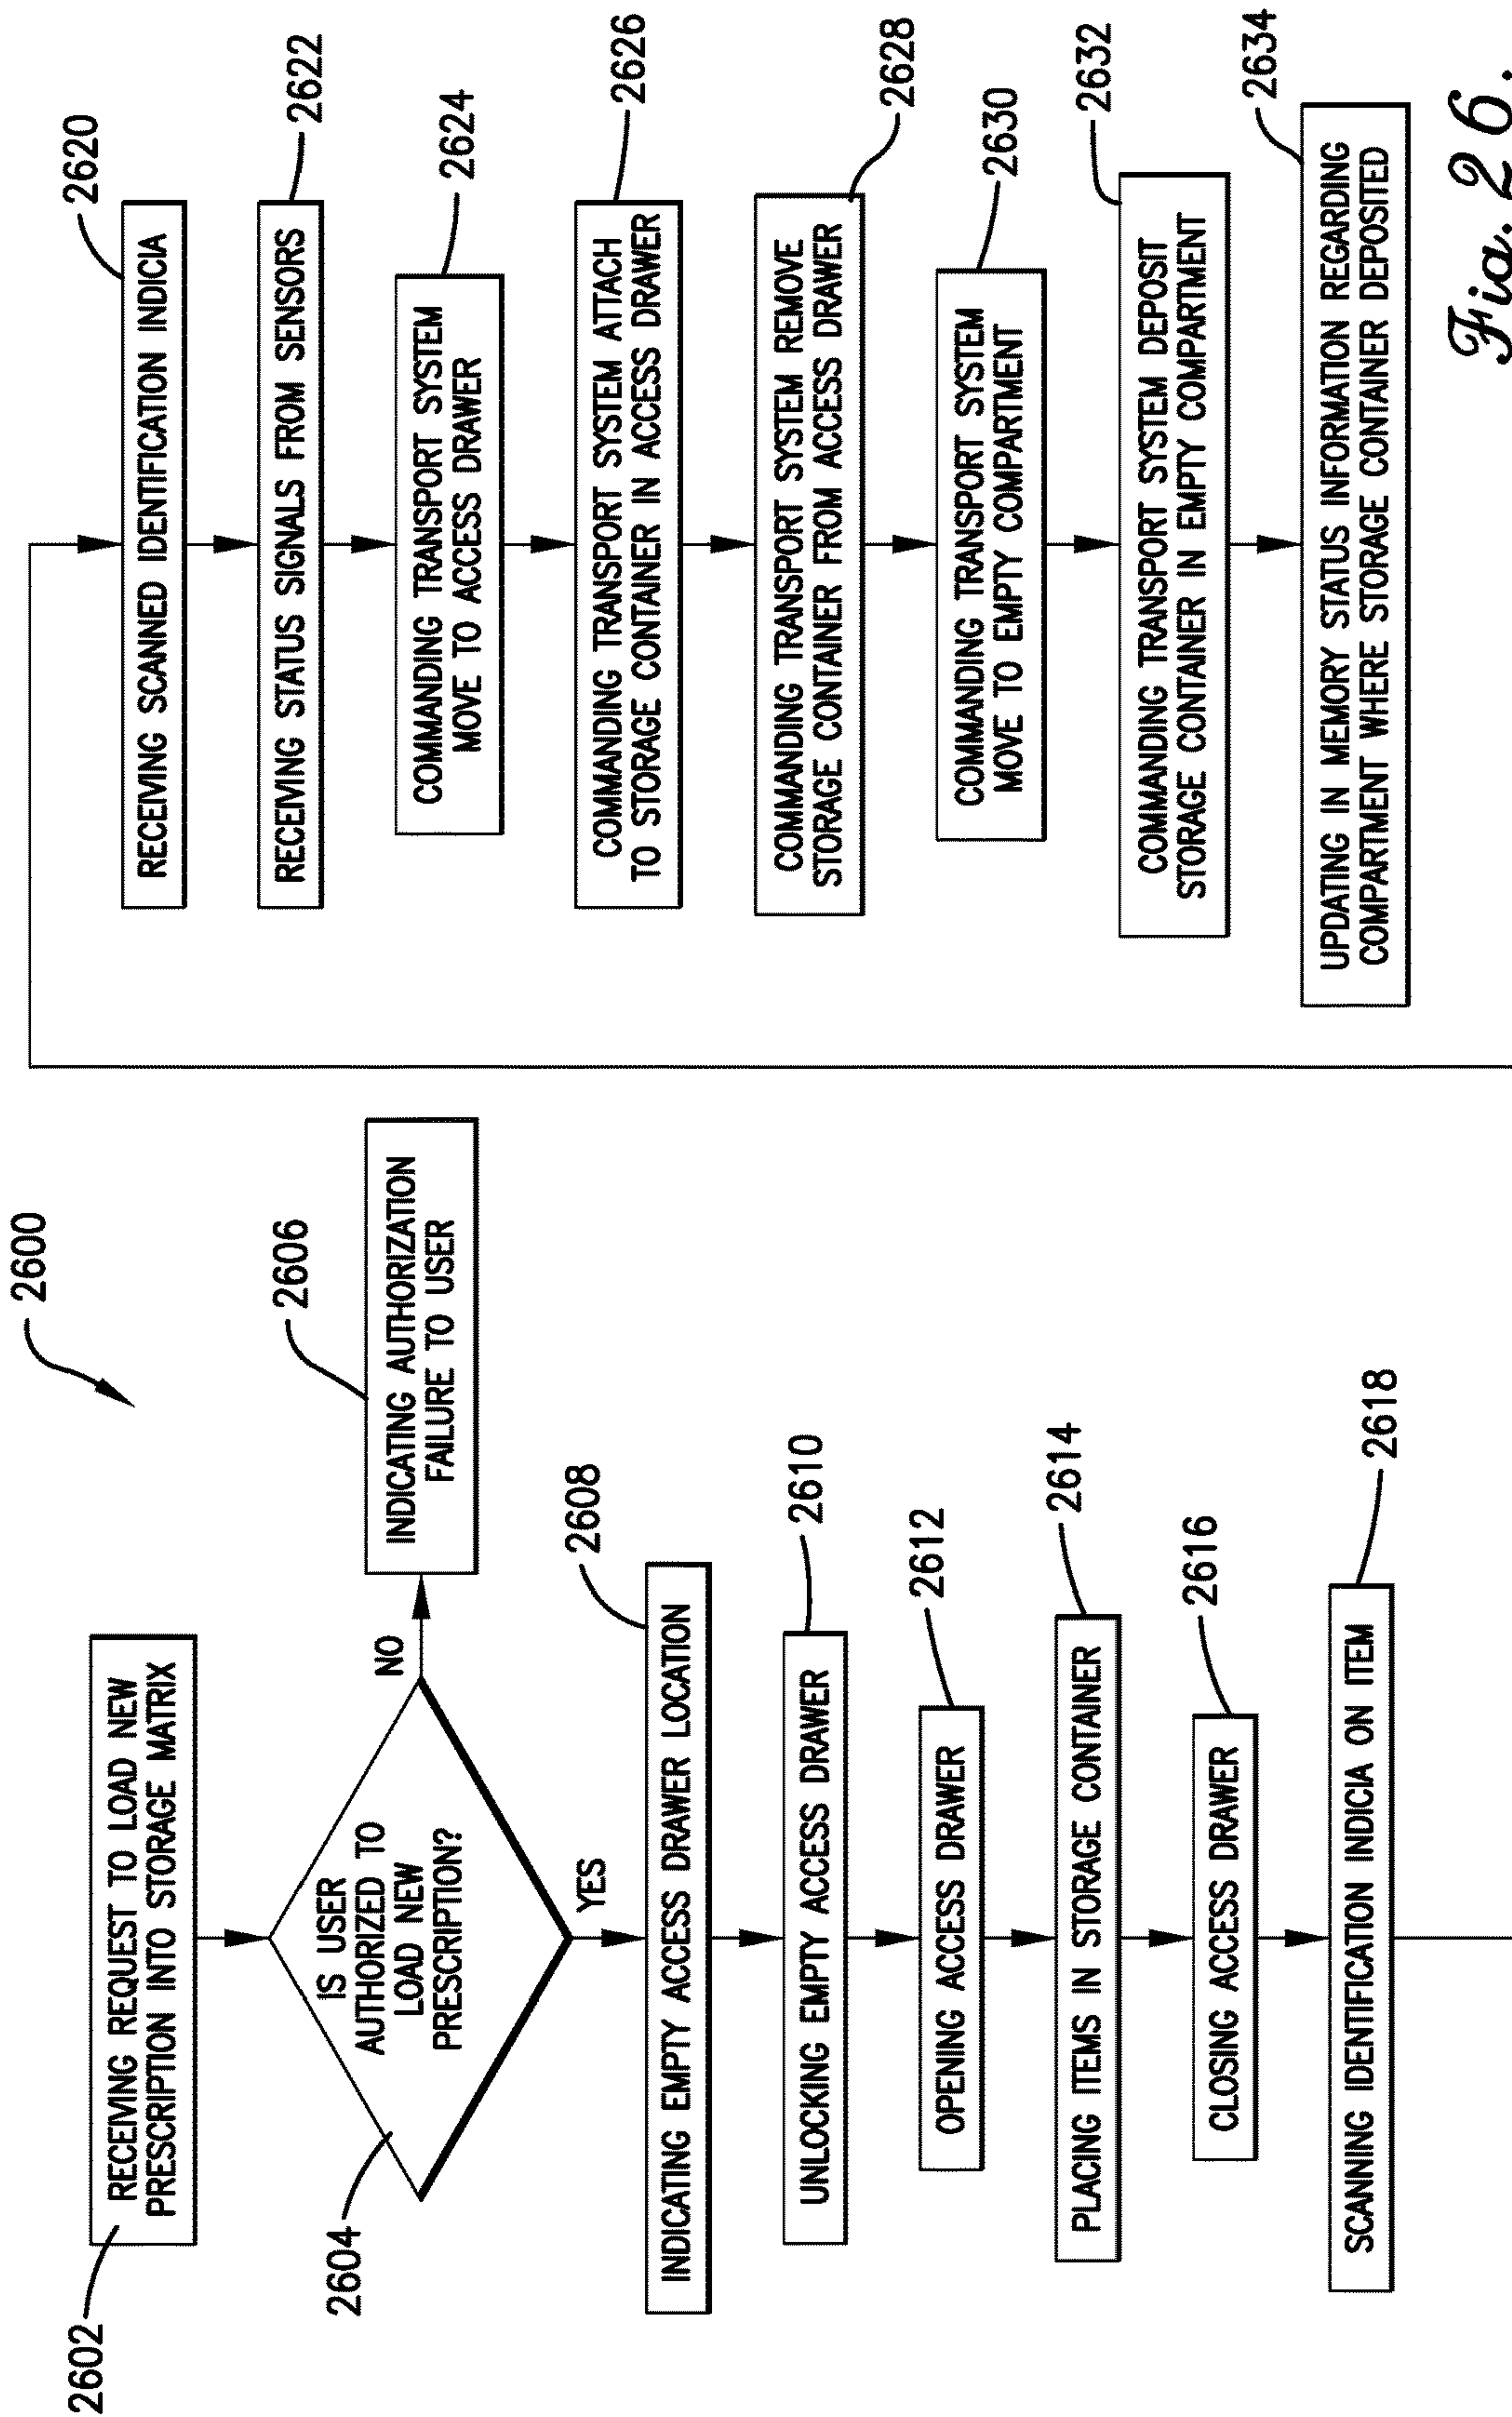 2600
2602
RECEIVING REQUEST TO LOAD NEW
PRESCRIPTION INTO STORAGE MATRIX
2604
IS USER
AUTHORIZED TO
LOAD NEW
PRESCRIPTION?
NO
2606
INDICATING AUTHORIZATION
FAILURE TO USER
YES
2608
INDICATING EMPTY ACCESS DRAWER LOCATION
2610
UNLOCKING EMPTY ACCESS DRAWER
2612
OPENING ACCESS DRAWER
2614
PLACING ITEMS IN STORAGE CONTAINER
2616
CLOSING ACCESS DRAWER
2618
SCANNING IDENTIFICATION INDICIA ON ITEM
2620
RECEIVING SCANNED IDENTIFICATION INDICIA
2622
RECEIVING STATUS SIGNALS FROM SENSORS
2624
COMMANDING TRANSPORT SYSTEM
MOVE TO ACCESS DRAWER
2626
COMMANDING TRANSPORT SYSTEM ATTACH
TO STORAGE CONTAINER IN ACCESS DRAWER
2628
COMMANDING TRANSPORT SYSTEM REMOVE
STORAGE CONTAINER FROM ACCESS DRAWER
2630
COMMANDING TRANSPORT SYSTEM
MOVE TO EMPTY COMPARTMENT
2632
COMMANDING TRANSPORT SYSTEM DEPOSIT
STORAGE CONTAINER IN EMPTY COMPARTMENT
2634
UPDATING IN MEMORY STATUS INFORMATION REGARDING
COMPARTMENT WHERE STORAGE CONTAINER DEPOSITED
Fig. 26.